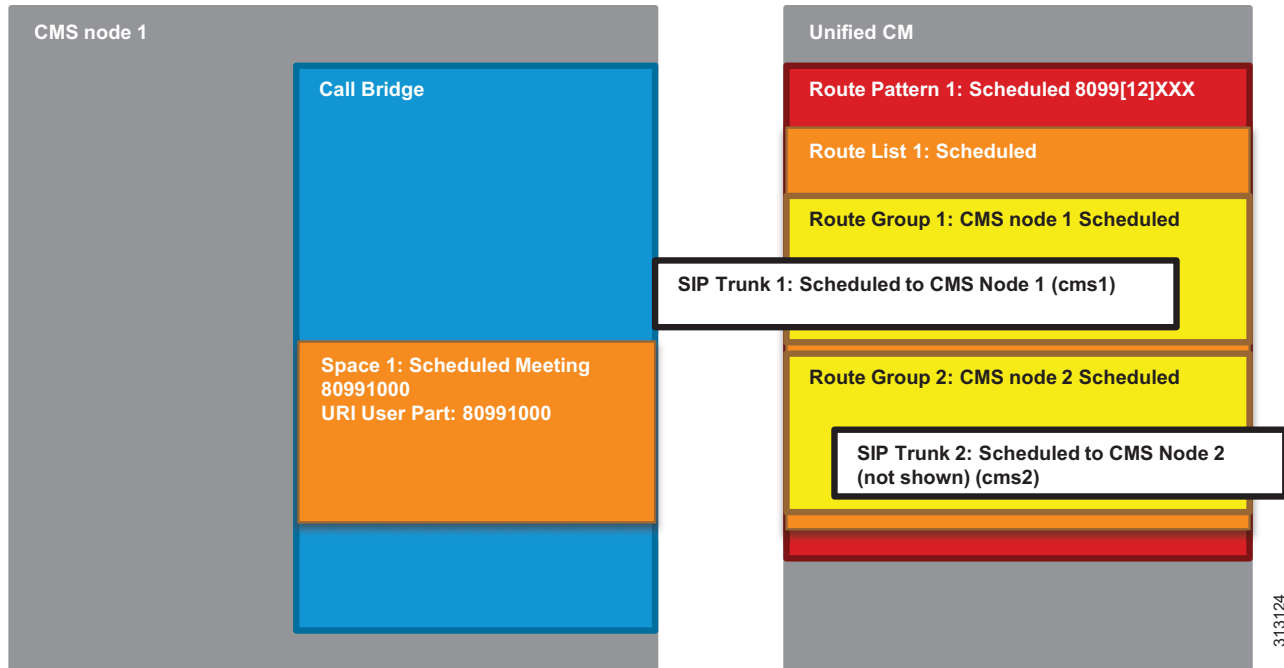 CMS node 1
Call Bridge
Space 1: Scheduled Meeting
80991000
URI User Part: 80991000
SIP Trunk 1: Scheduled to CMS Node 1 (cms1)
Unified CM
Route Pattern 1: Scheduled 8099[12]XXX
Route List 1: Scheduled
Route Group 1: CMS node 1 Scheduled
Route Group 2: CMS node 2 Scheduled
SIP Trunk 2: Scheduled to CMS Node 2
(not shown) (cms2)
313124